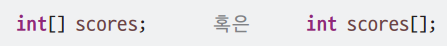 int[] scores; 혹은 int scores[];